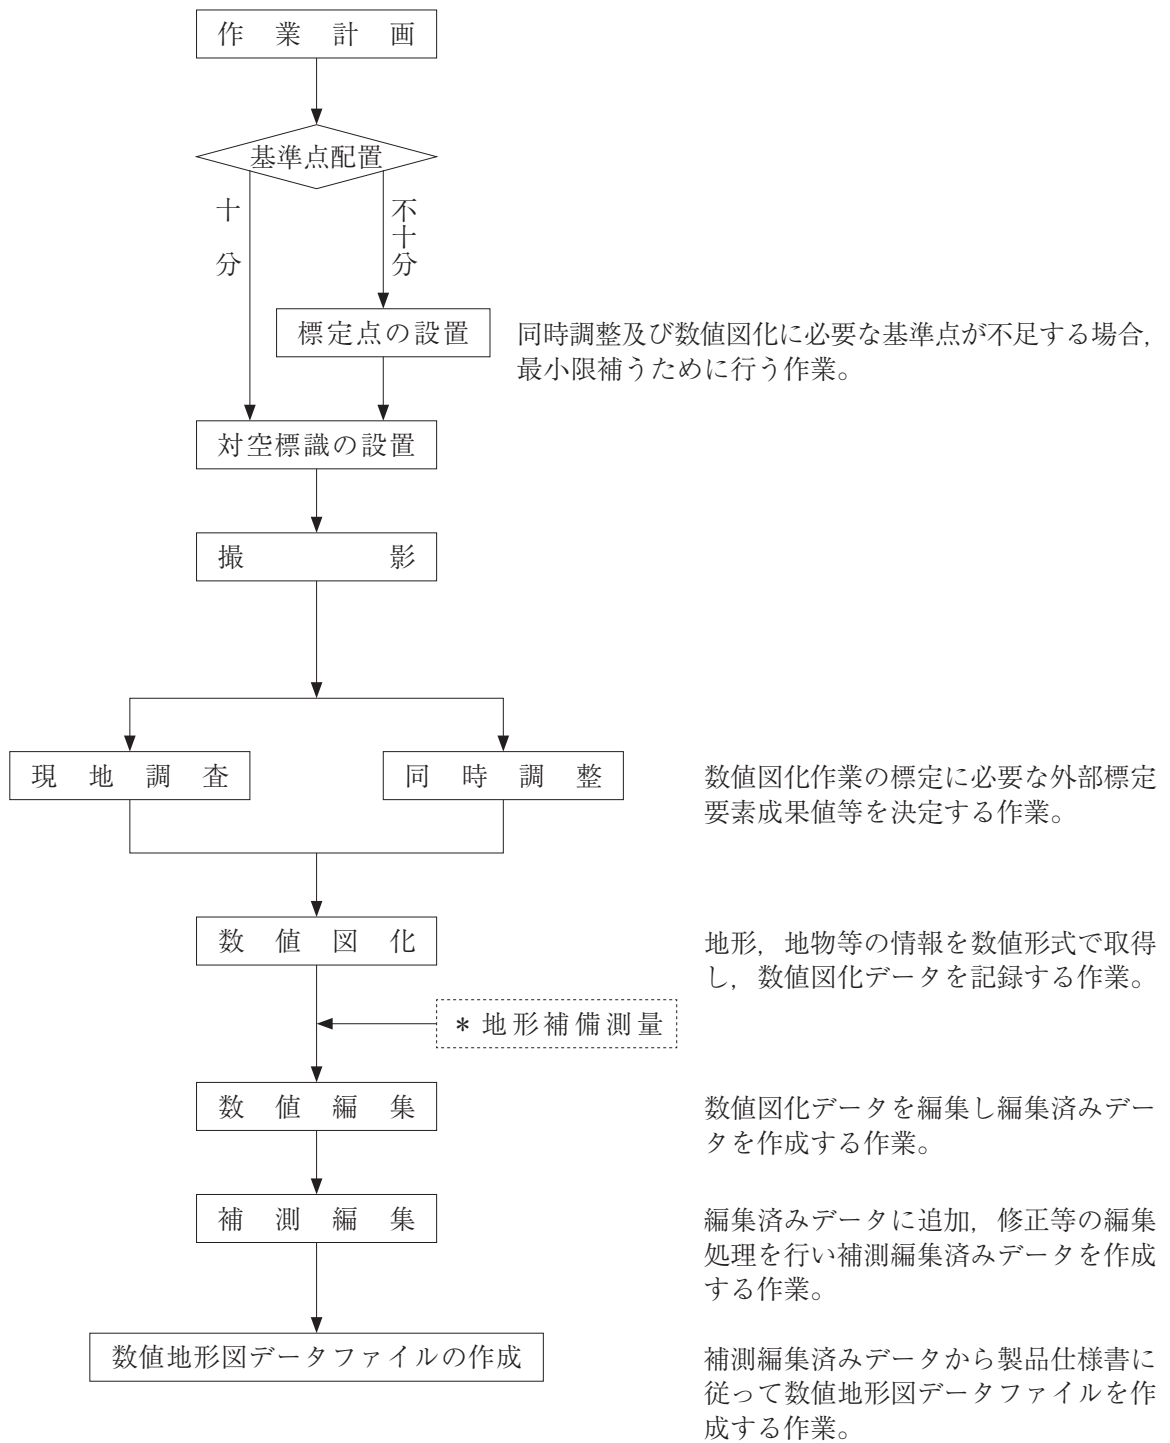 作業計画
基準点配置
十分
不十分
標定点の設置
同時調整及び数値図化に必要な基準点が不足する場合，
最小限補うために行う作業。
対空標識の設置
撮影
現地調査
同時調整
数値図化作業の標定に必要な外部標定
要素成果値等を決定する作業。
数値図化
地形，地物等の情報を数値形式で取得
し，数値図化データを記録する作業。
＊地形補備測量
数値編集
数値図化データを編集し編集済みデー
タを作成する作業。
補測編集
編集済みデータに追加，修正等の編集
処理を行い補測編集済みデータを作成
する作業。
数値地形図データファイルの作成
補測編集済みデータから製品仕様書に
従って数値地形図データファイルを作
成する作業。